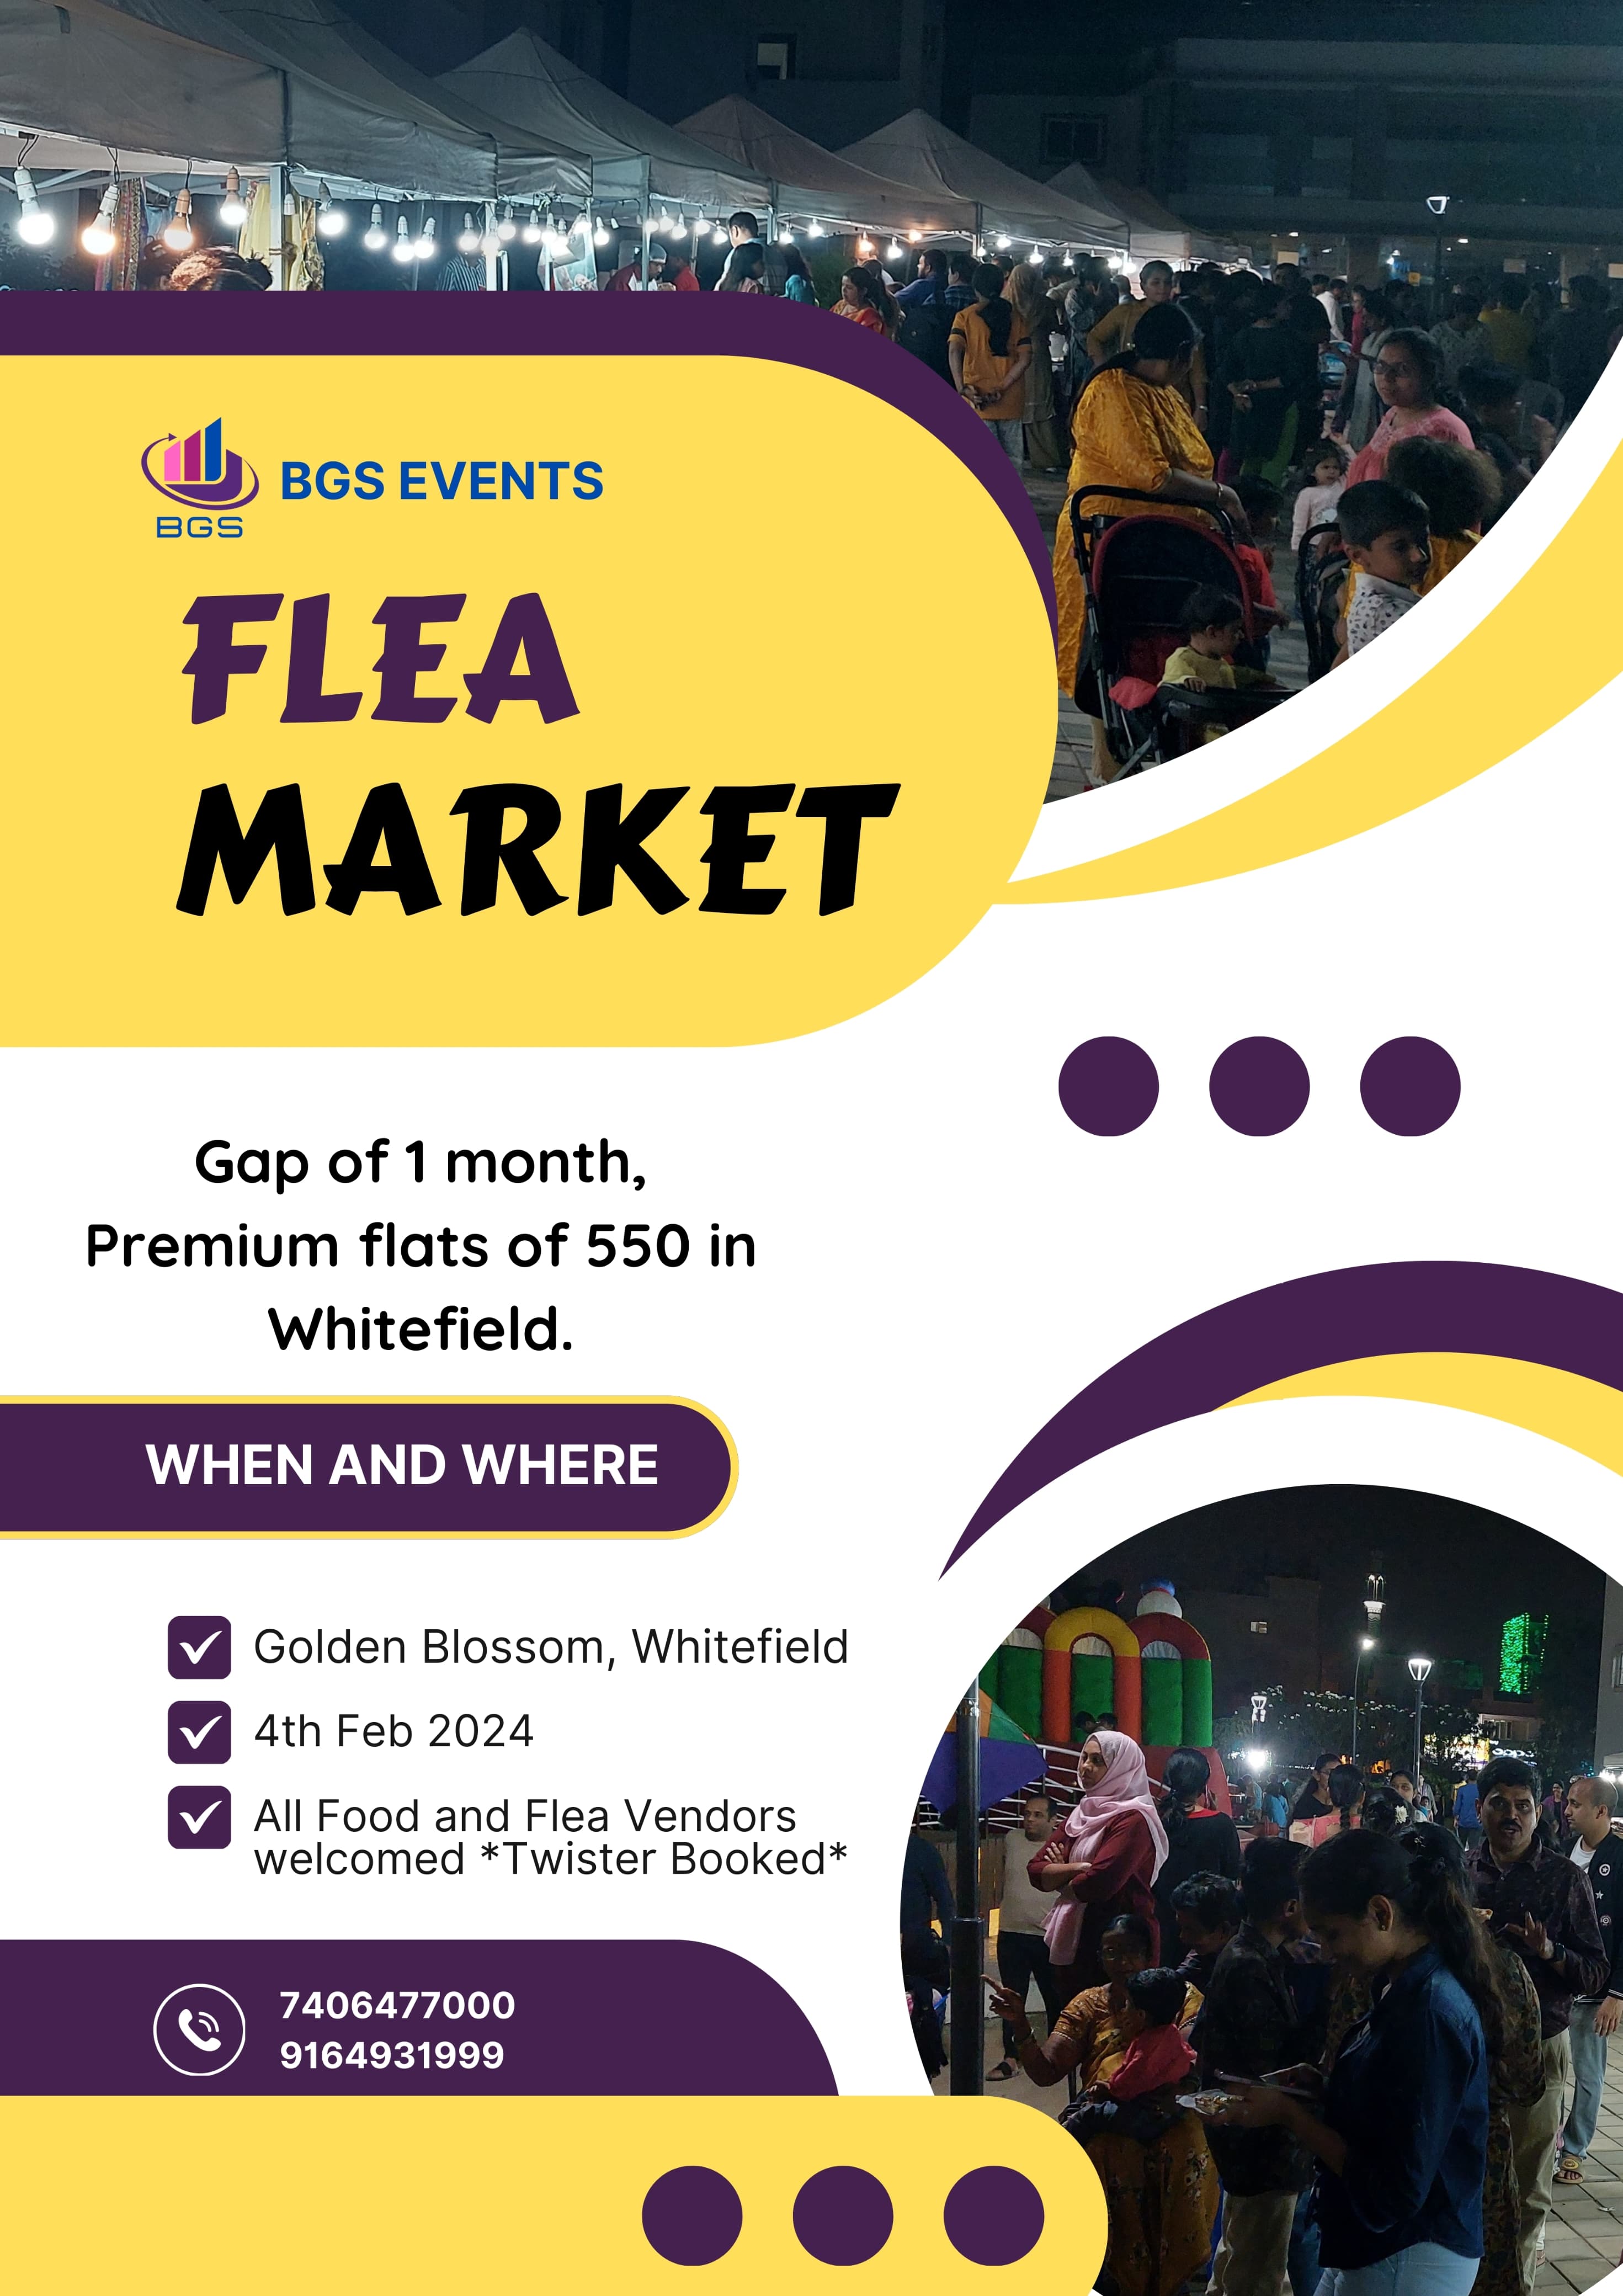 BGS
BGS EVENTS
FLEA
MARKET
Gap of 1 month,
Premium flats of 550 in
Whitefield.
WHEN AND WHERE
Golden Blossom, Whitefield
4th Feb 2024
All Food and Flea Vendors
welcomed *Twister Booked*
7406477000
9164931999